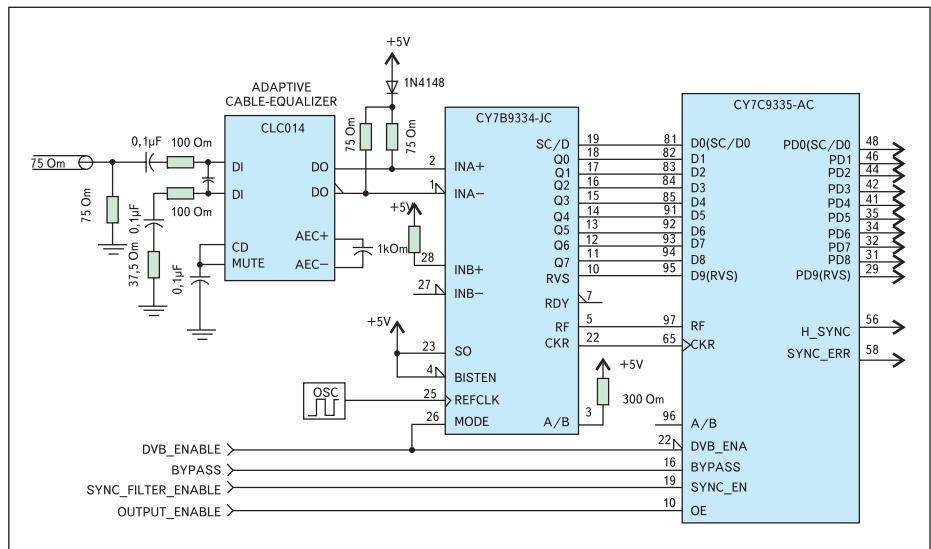 +5V
1N4148
ADAPTIVE
CABLE-EQUALIZER
CLC014
CY7B9334-JC
CY7C9335-AC
75 Om
0,1µF
100 Om
DI
DI
100 Om
75 Om
0,1µF
37,5 Om
0,1µF
CD
MUTE
DO
DO
AEC+
AEC−
1kOm
75 Om
75 Om
+5V
2
1
28
27
INA+
INA−
INB+
INB−
+5V
23
4
25
26
SO
BISTEN
REFCLK
MODE
OSC
SC/D
Q0
Q1
Q2
Q3
Q4
Q5
Q6
Q7
RVS
RDY
RF
CKR
A/B
19
18
17
16
15
14
13
12
11
10
7
5
22
3
+5V
300 Om
81
82
83
84
85
91
92
93
94
95
97
65
96
22
16
19
10
D0(SC/D0
D1
D2
D3
D4
D5
D6
D7
D8
D9(RVS)
RF
CKR
A/B
DVB_ENA
BYPASS
SYNC_EN
OE
PD0(SC/D0
PD1
PD2
PD3
PD4
PD5
PD6
PD7
PD8
PD9(RVS)
H_SYNC
SYNC_ERR
48
46
44
42
41
35
34
32
31
29
56
58
DVB_ENABLE
BYPASS
SYNC_FILTER_ENABLE
OUTPUT_ENABLE